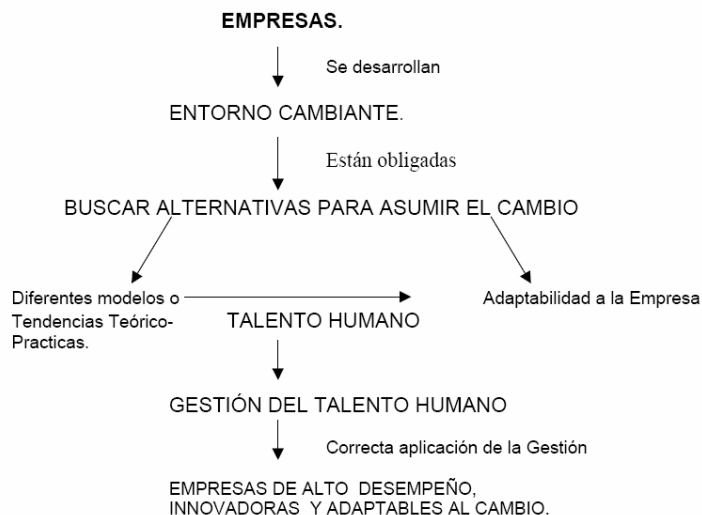 EMPRESAS.
Se desarrollan
ENTORNO CAMBIANTE.
Están obligadas
BUSCAR ALTERNATIVAS PARA ASUMIR EL CAMBIO
Diferentes modelos o
Tendencias Teórico-
Practicas.
Adaptabilidad a la Empresa
TALENTO HUMANO
GESTIÓN DEL TALENTO HUMANO
Correcta aplicación de la Gestión
EMPRESAS DE ALTO DESEMPEÑO,
INNOVADORAS Y ADAPTABLES AL CAMBIO.